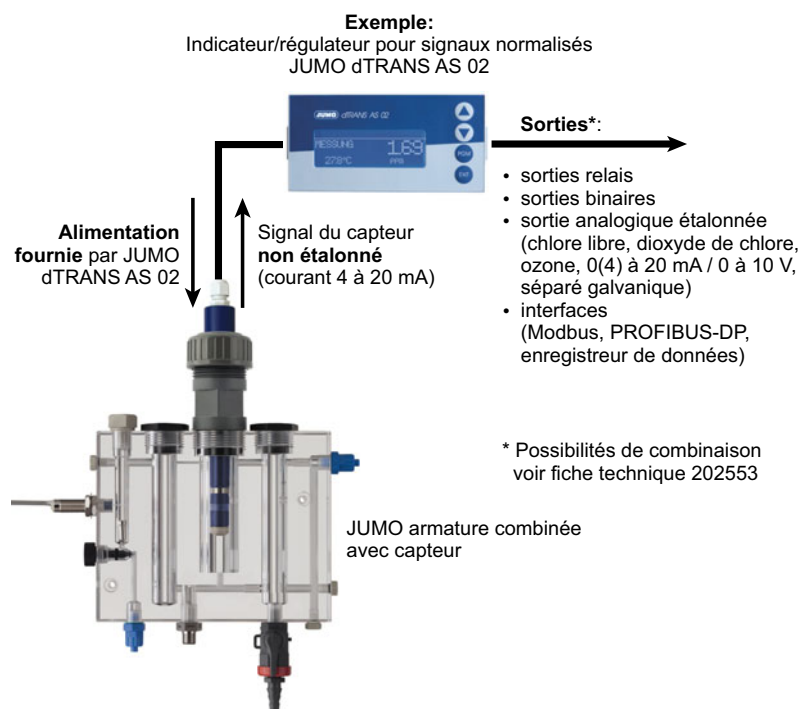 Exemple:
Indicateur/régulateur pour signaux normalisés
JUMO dTRANS AS 02
JUMO dTRANS AS 02
MESSUNG 1.69
27.8°C PPM
PGM
EXIT
Sorties*:
• sorties relais
• sorties binaires
• sortie analogique étalonnée
(chlore libre, dioxyde de chlore,
ozone, 0(4) à 20 mA / 0 à 10 V,
séparé galvanique)
• interfaces
(Modbus, PROFIBUS-DP,
enregistreur de données)
Alimentation
fournie par JUMO
dTRANS AS 02
Signal du capteur
non étalonné
(courant 4 à 20 mA)
* Possibilités de combinaison
voir fiche technique 202553
JUMO armature combinée
avec capteur